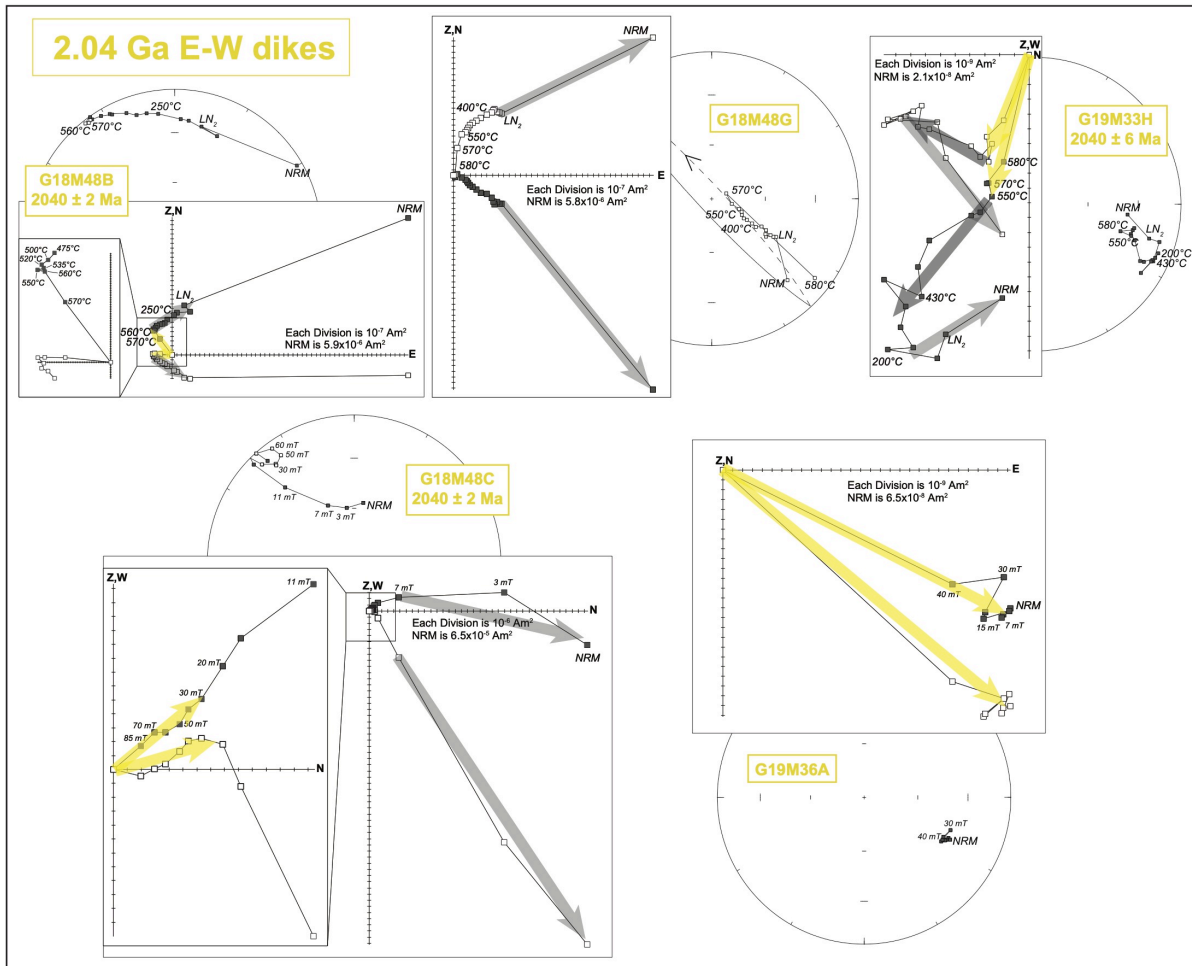 2.04 Ga E-W dikes
250°C
LN₂
560°C
570°C
NRM
G18M48B
2040 ± 2 Ma
Z,N
NRM
500°C
475°C
520°C
535°C
550°C
560°C
570°C
LN₂
250°C
560°C
570°C
Each Division is 10⁻⁷ Am²
NRM is 5.9x10⁻⁶ Am²
E
Z,N
NRM
400°C
LN₂
550°C
570°C
580°C
E
Each Division is 10⁻⁷ Am²
NRM is 5.8x10⁻⁶ Am²
G18M48G
570°C
550°C
400°C
LN₂
NRM
580°C
Z,W
N
Each Division is 10⁻⁹ Am²
NRM is 2.1x10⁻⁸ Am²
580°C
570°C
550°C
430°C
NRM
LN₂
200°C
G19M33H
2040 ± 6 Ma
NRM
580°C
LN₂
550°C
200°C
430°C
60 mT
50 mT
30 mT
11 mT
7 mT
3 mT
NRM
G18M48C
2040 ± 2 Ma
Z,W
11 mT
20 mT
30 mT
70 mT
50 mT
85 mT
N
Z,W
7 mT
3 mT
N
Each Division is 10⁻⁶ Am²
NRM is 6.5x10⁻⁵ Am²
NRM
Z,N
E
Each Division is 10⁻⁹ Am²
NRM is 6.5x10⁻⁸ Am²
30 mT
40 mT
NRM
15 mT
7 mT
G19M36A
30 mT
40 mT
NRM